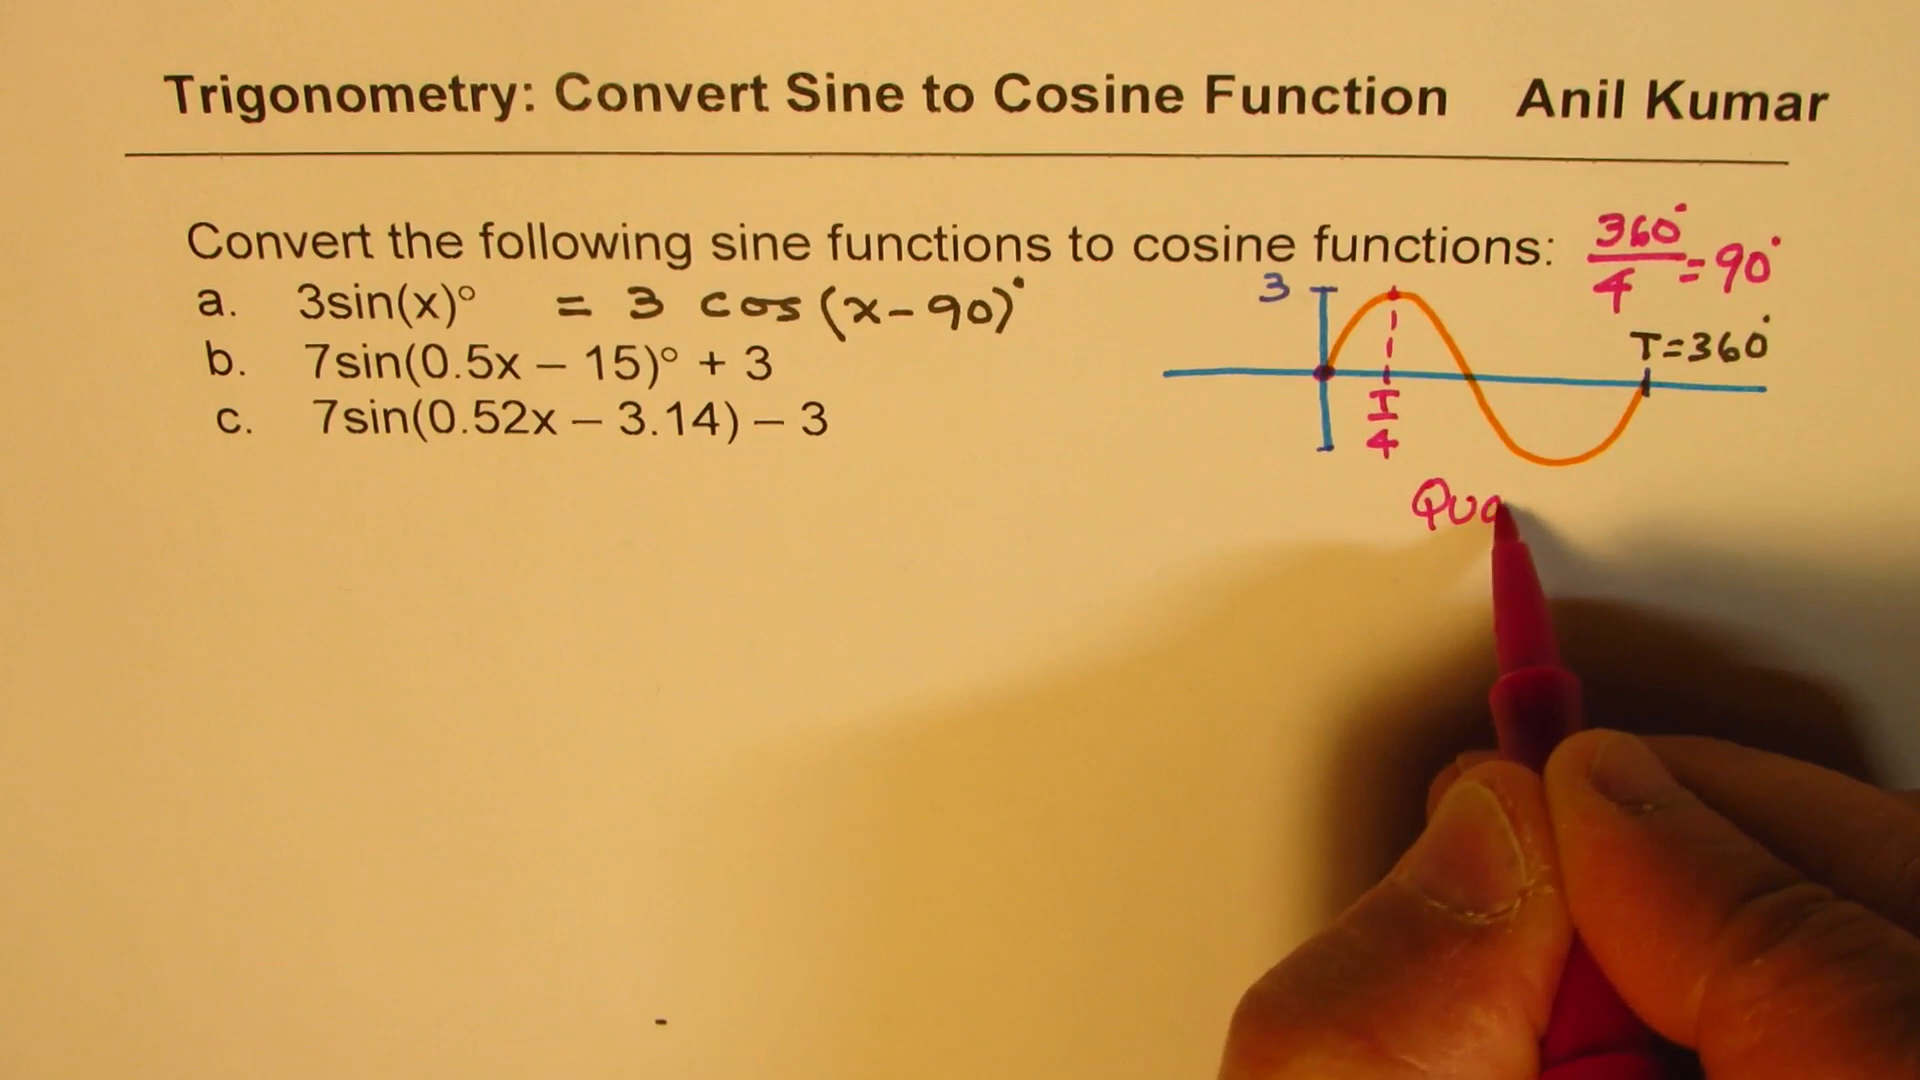 Trigonometry: Convert Sine to Cosine Function Anil Kumar
Convert the following sine functions to cosine functions:
360°/4 = 90°
a. 3sin(x)° = 3 cos (x-90)°
b. 7sin(0.5x – 15)° + 3
c. 7sin(0.52x – 3.14) – 3
3
T=360°
T/4
Qua